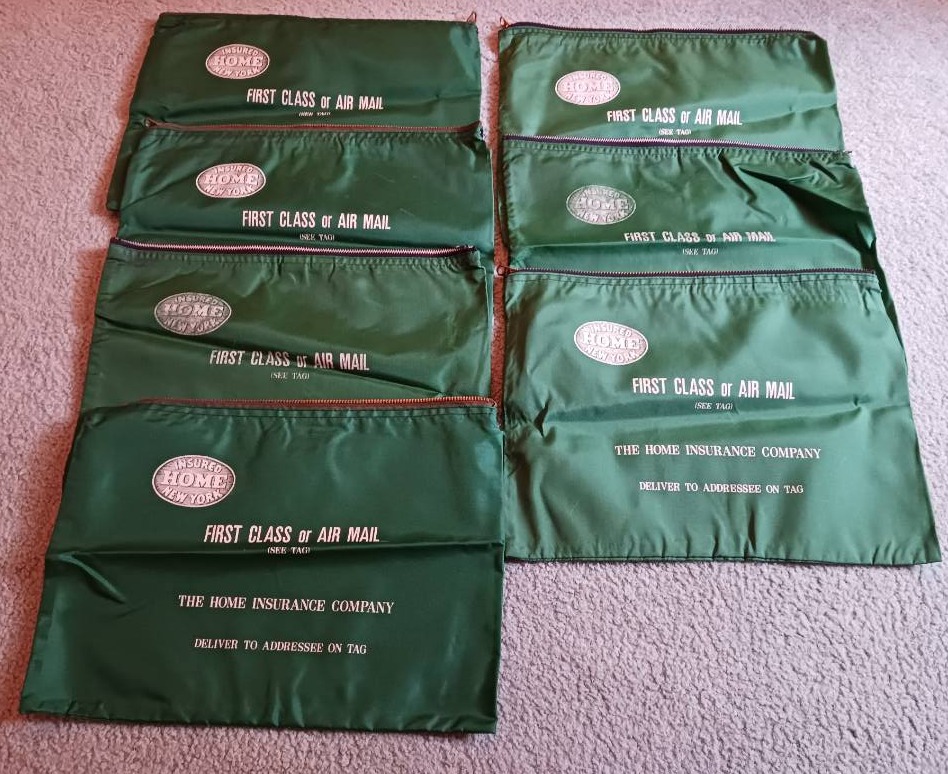 INSURED
HOME
NEW YORK
FIRST CLASS or AIR MAIL
(SEE TAG)
INSURED
HOME
NEW YORK
FIRST CLASS or AIR MAIL
(SEE TAG)
INSURED
HOME
NEW YORK
FIRST CLASS or AIR MAIL
(SEE TAG)
INSURED
HOME
NEW YORK
FIRST CLASS or AIR MAIL
(SEE TAG)
THE HOME INSURANCE COMPANY
DELIVER TO ADDRESSEE ON TAG
INSURED
HOME
NEW YORK
FIRST CLASS or AIR MAIL
(SEE TAG)
INSURED
HOME
NEW YORK
FIRST CLASS or AIR MAIL
(SEE TAG)
INSURED
HOME
NEW YORK
FIRST CLASS or AIR MAIL
(SEE TAG)
THE HOME INSURANCE COMPANY
DELIVER TO ADDRESSEE ON TAG